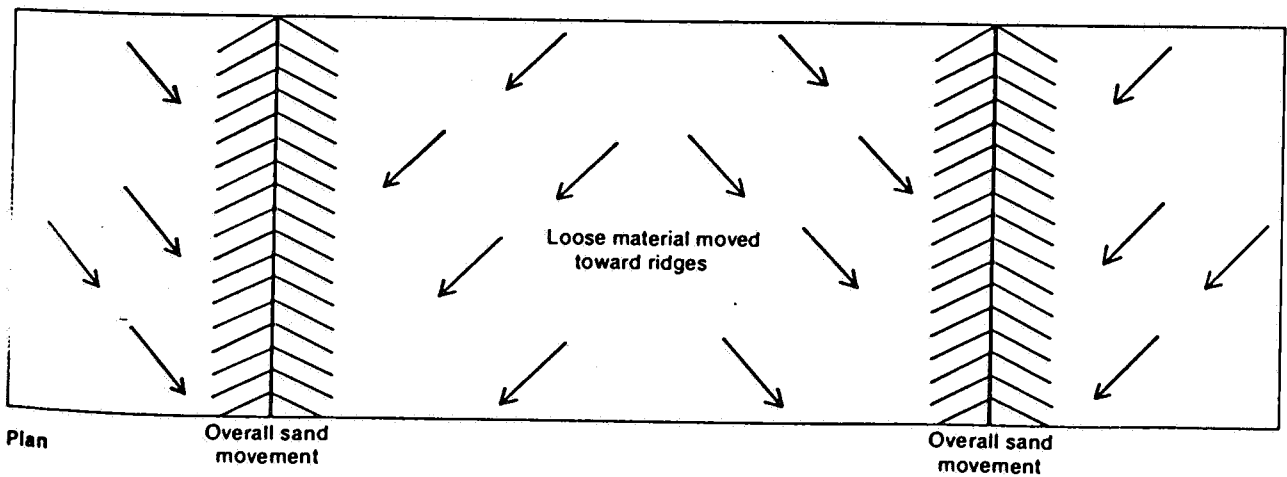 Loose material moved
toward ridges
Plan
Overall sand
movement
Overall sand
movement